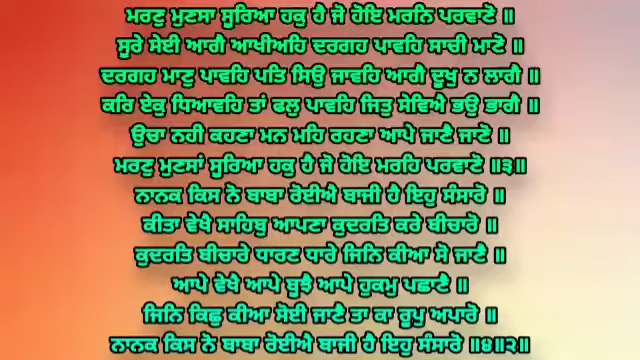 ਮਰਣੁ ਮੁਣਸਾ ਸੂਰਿਆ ਹਕੁ ਹੈ ਜੋ ਹੋਇ ਮਰਨਿ ਪਰਵਾਣੋ ॥
ਸੂਰੇ ਸੇਈ ਆਗੈ ਆਖੀਅਹਿ ਦਰਗਹ ਪਾਵਹਿ ਸਾਚੀ ਮਾਣੋ ॥
ਦਰਗਹ ਮਾਣੁ ਪਾਵਹਿ ਪਤਿ ਸਿਉ ਜਾਵਹਿ ਆਗੈ ਦੂਖੁ ਨ ਲਾਗੈ ॥
ਕਰਿ ਏਕੁ ਧਿਆਵਹਿ ਤਾਂ ਫਲੁ ਪਾਵਹਿ ਜਿਤੁ ਸੇਵਿਐ ਭਉ ਭਾਗੈ ॥
ਊਚਾ ਨਹੀ ਕਹਣਾ ਮਨ ਮਹਿ ਰਹਣਾ ਆਪੇ ਜਾਣੈ ਜਾਣੋ ॥
ਮਰਣੁ ਮੁਣਸਾਂ ਸੂਰਿਆ ਹਕੁ ਹੈ ਜੋ ਹੋਇ ਮਰਹਿ ਪਰਵਾਣੋ ॥੩॥
ਨਾਨਕ ਕਿਸ ਨੋ ਬਾਬਾ ਰੋਈਐ ਬਾਜੀ ਹੈ ਇਹੁ ਸੰਸਾਰੋ ॥
ਕੀਤਾ ਵੇਖੈ ਸਾਹਿਬੁ ਆਪਣਾ ਕੁਦਰਤਿ ਕਰੇ ਬੀਚਾਰੋ ॥
ਕੁਦਰਤਿ ਬੀਚਾਰੇ ਧਾਰਣ ਧਾਰੇ ਜਿਨਿ ਕੀਆ ਸੋ ਜਾਣੈ ॥
ਆਪੇ ਵੇਖੈ ਆਪੇ ਬੂਝੈ ਆਪੇ ਹੁਕਮੁ ਪਛਾਣੈ ॥
ਜਿਨਿ ਕਿਛੁ ਕੀਆ ਸੋਈ ਜਾਣੈ ਤਾ ਕਾ ਰੂਪੁ ਅਪਾਰੋ ॥
ਨਾਨਕ ਕਿਸ ਨੋ ਬਾਬਾ ਰੋਈਐ ਬਾਜੀ ਹੈ ਇਹੁ ਸੰਸਾਰੋ ॥੪॥੨॥